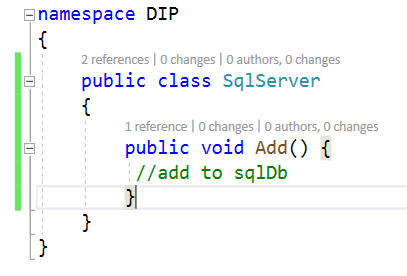 namespace DIP
{
2 references | 0 changes | 0 authors, 0 changes
public class SqlServer
{
1 reference | 0 changes | 0 authors, 0 changes
public void Add() {
//add to sqlDb
}
}
}